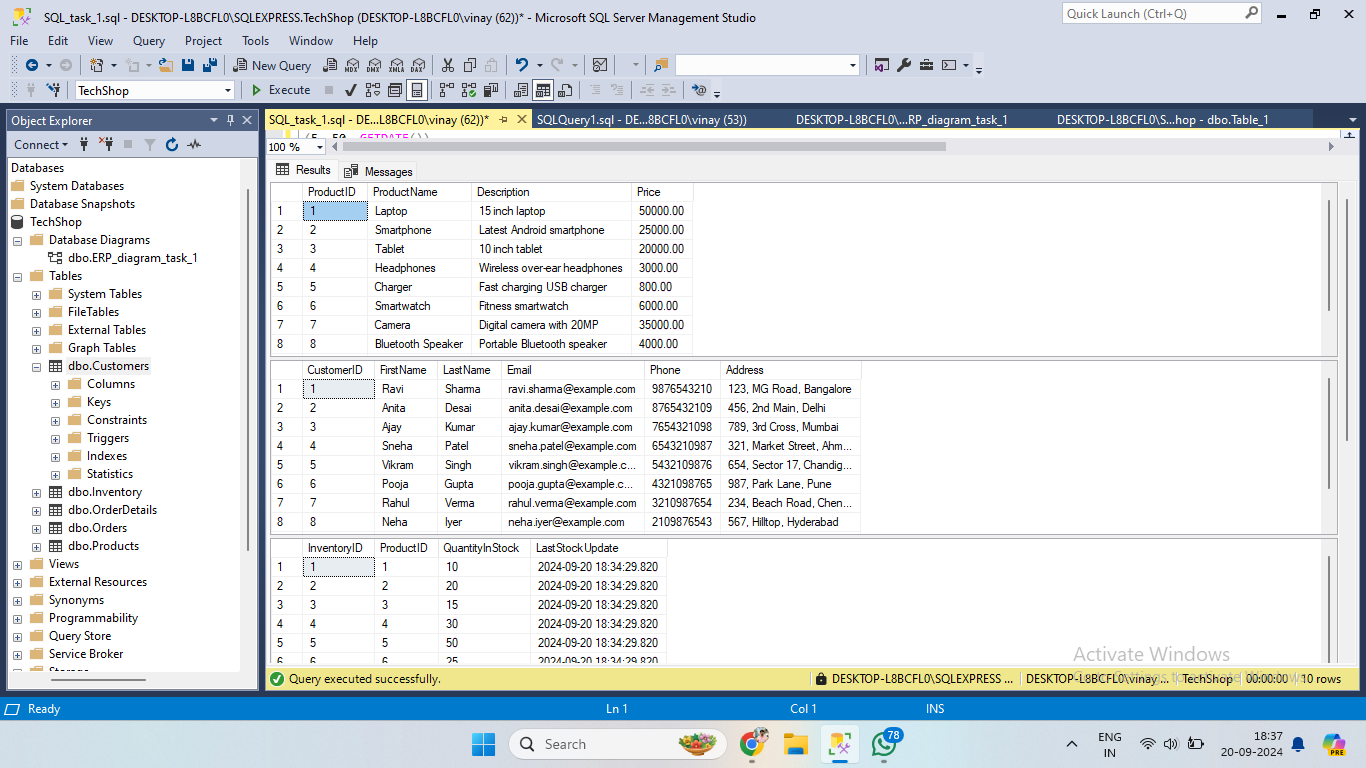 SQL_task_1.sql - DESKTOP-L8BCFL0\SQLEXPRESS.TechShop (DESKTOP-L8BCFL0\vinay (62))* - Microsoft SQL Server Management Studio
Quick Launch (Ctrl+Q)
File Edit View Query Project Tools Window Help
New Query MDX DMX XMLA DAX
TechShop Execute
Object Explorer
Connect
Databases
System Databases
Database Snapshots
TechShop
Database Diagrams
dbo.ERP_diagram_task_1
Tables
System Tables
FileTables
External Tables
Graph Tables
dbo.Customers
Columns
Keys
Constraints
Triggers
Indexes
Statistics
dbo.Inventory
dbo.OrderDetails
dbo.Orders
dbo.Products
Views
External Resources
Synonyms
Programmability
Query Store
Service Broker
SQL_task_1.sql - DE...L8BCFL0\vinay (62))* SQLQuery1.sql - DE...8BCFL0\vinay (53)) DESKTOP-L8BCFL0\...RP_diagram_task_1 DESKTOP-L8BCFL0\S...hop - dbo.Table_1
(5, 50, GETDATE())
100 %
Results Messages
ProductID ProductName Description Price
1 1 Laptop 15 inch laptop 50000.00
2 2 Smartphone Latest Android smartphone 25000.00
3 3 Tablet 10 inch tablet 20000.00
4 4 Headphones Wireless over-ear headphones 3000.00
5 5 Charger Fast charging USB charger 800.00
6 6 Smartwatch Fitness smartwatch 6000.00
7 7 Camera Digital camera with 20MP 35000.00
8 8 Bluetooth Speaker Portable Bluetooth speaker 4000.00
CustomerID FirstName LastName Email Phone Address
1 1 Ravi Sharma ravi.sharma@example.com 9876543210 123, MG Road, Bangalore
2 2 Anita Desai anita.desai@example.com 8765432109 456, 2nd Main, Delhi
3 3 Ajay Kumar ajay.kumar@example.com 7654321098 789, 3rd Cross, Mumbai
4 4 Sneha Patel sneha.patel@example.com 6543210987 321, Market Street, Ahm...
5 5 Vikram Singh vikram.singh@example.c... 5432109876 654, Sector 17, Chandig...
6 6 Pooja Gupta pooja.gupta@example.c... 4321098765 987, Park Lane, Pune
7 7 Rahul Verma rahul.verma@example.com 3210987654 234, Beach Road, Chen...
8 8 Neha Iyer neha.iyer@example.com 2109876543 567, Hilltop, Hyderabad
InventoryID ProductID QuantityInStock LastStockUpdate
1 1 1 10 2024-09-20 18:34:29.820
2 2 2 20 2024-09-20 18:34:29.820
3 3 3 15 2024-09-20 18:34:29.820
4 4 4 30 2024-09-20 18:34:29.820
5 5 5 50 2024-09-20 18:34:29.820
6 6 6 25 2024-09-20 18:34:29.820
Activate Windows
Query executed successfully. DESKTOP-L8BCFL0\SQLEXPRESS ... DESKTOP-L8BCFL0\vinay ... TechShop 00:00:00 10 rows
Ready Ln 1 Col 1 INS
Search 78 ENG 18:37
IN 20-09-2024 PRE